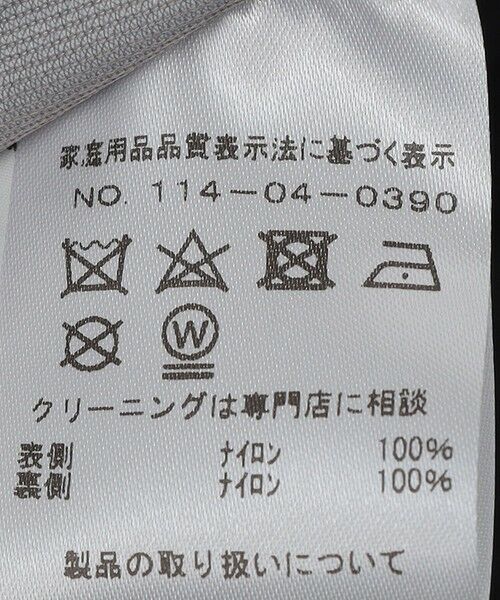 家庭用品品質表示法に基づく表示
NO. 114-04-0390
W
クリーニングは専門店に相談
表側 ナイロン 100%
裏側 ナイロン 100%
製品の取り扱いについて